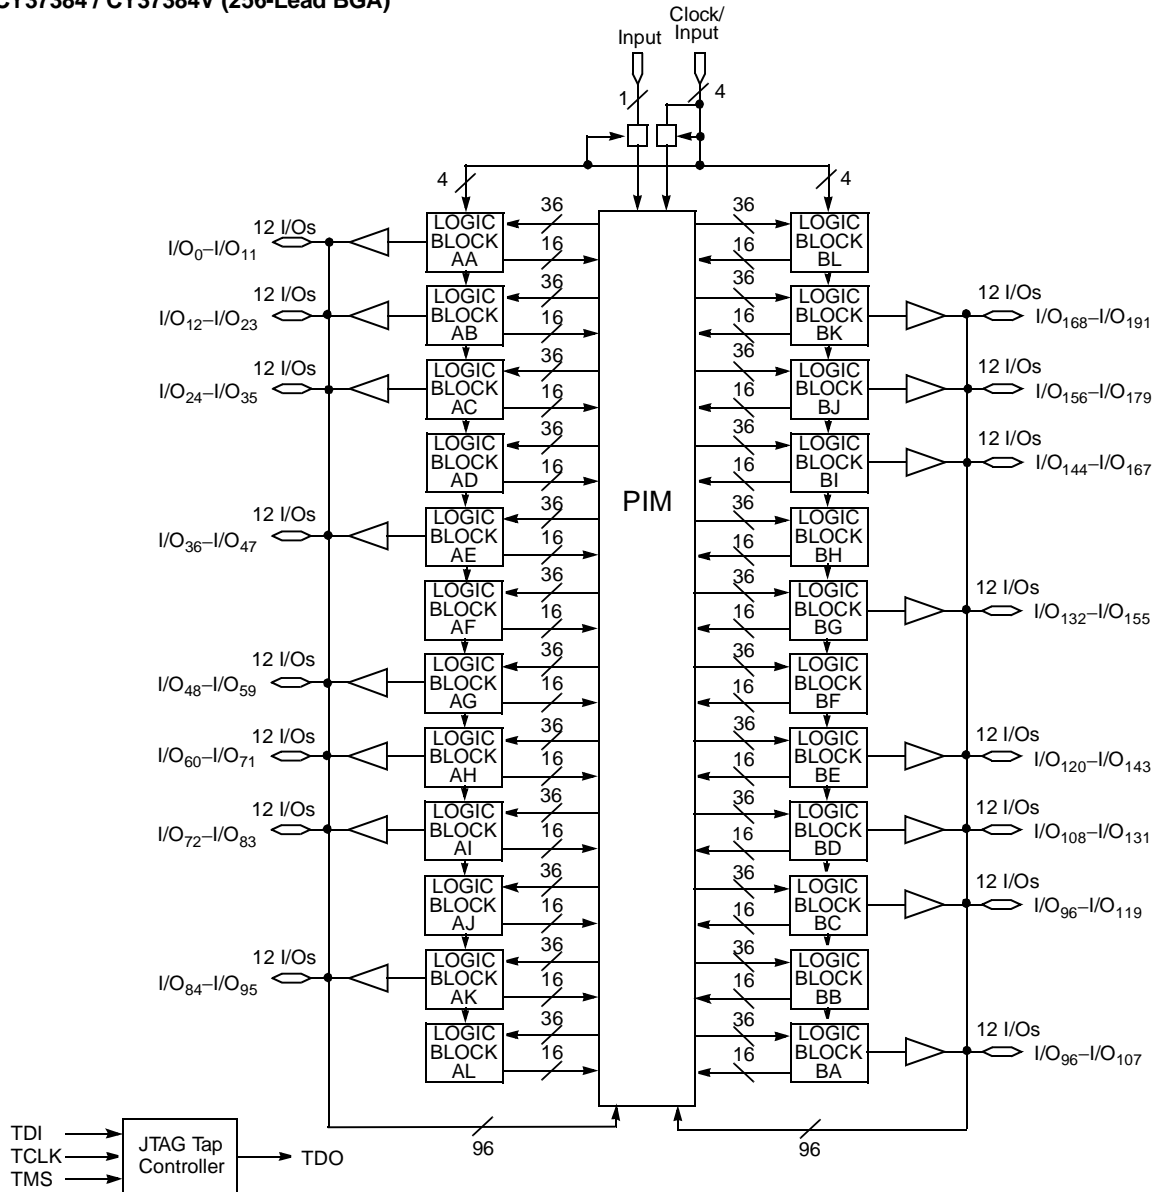 CY37384 / CY37384V (256-Lead BGA)
Clock/
Input
Input
1
4
4
4
12 I/Os
I/O0–I/O11
LOGIC
BLOCK
AA
36
16
36
16
LOGIC
BLOCK
BL
12 I/Os
I/O12–I/O23
LOGIC
BLOCK
AB
36
16
36
16
LOGIC
BLOCK
BK
12 I/Os
I/O168–I/O191
12 I/Os
I/O24–I/O35
LOGIC
BLOCK
AC
36
16
36
16
LOGIC
BLOCK
BJ
12 I/Os
I/O156–I/O179
LOGIC
BLOCK
AD
36
16
36
16
LOGIC
BLOCK
BI
12 I/Os
I/O144–I/O167
PIM
12 I/Os
I/O36–I/O47
LOGIC
BLOCK
AE
36
16
36
16
LOGIC
BLOCK
BH
LOGIC
BLOCK
AF
36
16
36
16
LOGIC
BLOCK
BG
12 I/Os
I/O132–I/O155
12 I/Os
I/O48–I/O59
LOGIC
BLOCK
AG
36
16
36
16
LOGIC
BLOCK
BF
12 I/Os
I/O60–I/O71
LOGIC
BLOCK
AH
36
16
36
16
LOGIC
BLOCK
BE
12 I/Os
I/O120–I/O143
12 I/Os
I/O72–I/O83
LOGIC
BLOCK
AI
36
16
36
16
LOGIC
BLOCK
BD
12 I/Os
I/O108–I/O131
LOGIC
BLOCK
AJ
36
16
36
16
LOGIC
BLOCK
BC
12 I/Os
I/O96–I/O119
12 I/Os
I/O84–I/O95
LOGIC
BLOCK
AK
36
16
36
16
LOGIC
BLOCK
BB
LOGIC
BLOCK
AL
36
16
36
16
LOGIC
BLOCK
BA
12 I/Os
I/O96–I/O107
96
96
TDI
TCLK
TMS
JTAG Tap
Controller
TDO